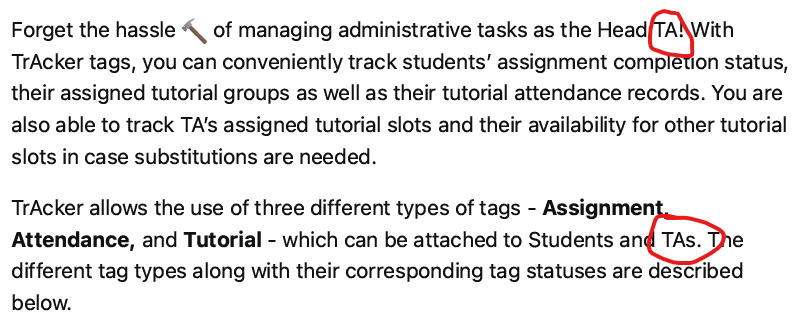 Forget the hassle 🔨 of managing administrative tasks as the Head TA! With
TrAcker tags, you can conveniently track students’ assignment completion status,
their assigned tutorial groups as well as their tutorial attendance records. You are
also able to track TA’s assigned tutorial slots and their availability for other tutorial
slots in case substitutions are needed.
TrAcker allows the use of three different types of tags - Assignment,
Attendance, and Tutorial - which can be attached to Students and TAs. The
different tag types along with their corresponding tag statuses are described
below.